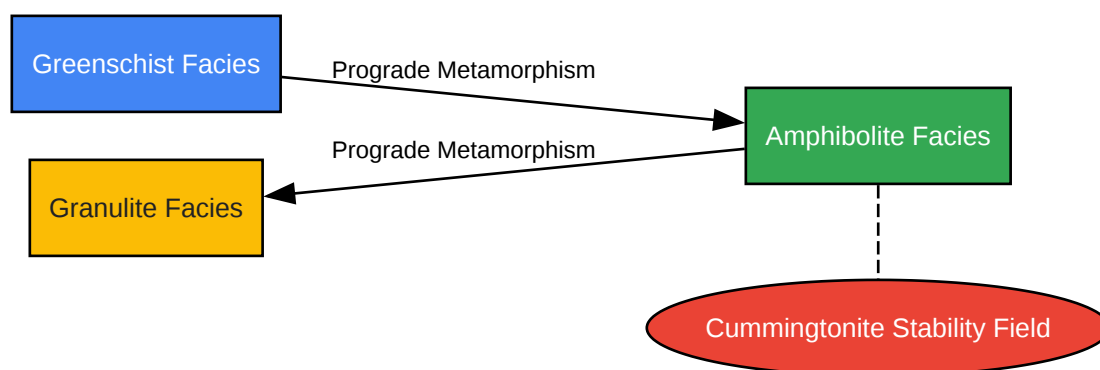 Greenschist Facies
Prograde Metamorphism
Amphibolite Facies
Prograde Metamorphism
Granulite Facies
Cummingtonite Stability Field